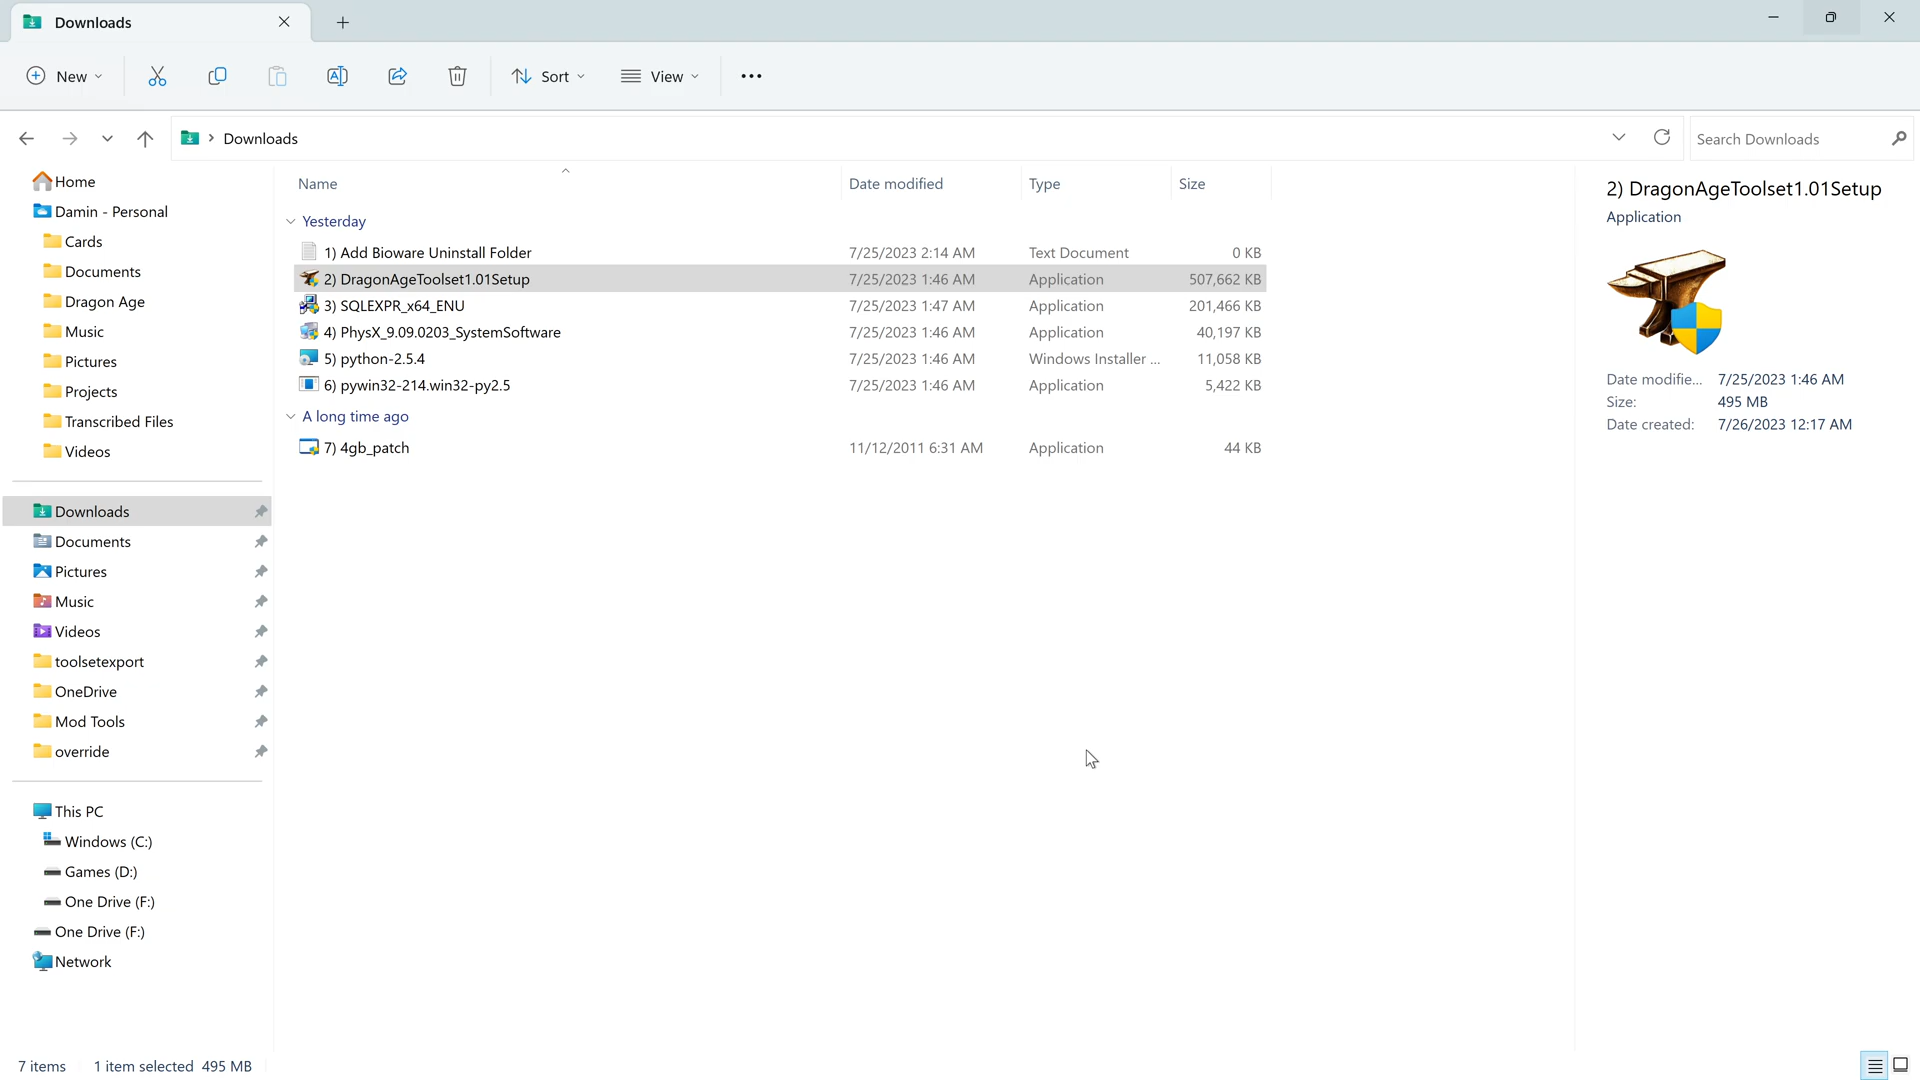 Downloads
New
Sort
View
Downloads
Search Downloads
Home
Damin - Personal
Cards
Documents
Dragon Age
Music
Pictures
Projects
Transcribed Files
Videos
Downloads
Documents
Pictures
Music
Videos
toolsetexport
OneDrive
Mod Tools
override
This PC
Windows (C:)
Games (D:)
One Drive (F:)
One Drive (F:)
Network
Name Date modified Type Size
Yesterday
1) Add Bioware Uninstall Folder 7/25/2023 2:14 AM Text Document 0 KB
2) DragonAgeToolset1.01Setup 7/25/2023 1:46 AM Application 507,662 KB
3) SQLEXPR_x64_ENU 7/25/2023 1:47 AM Application 201,466 KB
4) PhysX_9.09.0203_SystemSoftware 7/25/2023 1:46 AM Application 40,197 KB
5) python-2.5.4 7/25/2023 1:46 AM Windows Installer ... 11,058 KB
6) pywin32-214.win32-py2.5 7/25/2023 1:46 AM Application 5,422 KB
A long time ago
7) 4gb_patch 11/12/2011 6:31 AM Application 44 KB
2) DragonAgeToolset1.01Setup
Application
Date modifie... 7/25/2023 1:46 AM
Size: 495 MB
Date created: 7/26/2023 12:17 AM
7 items 1 item selected 495 MB